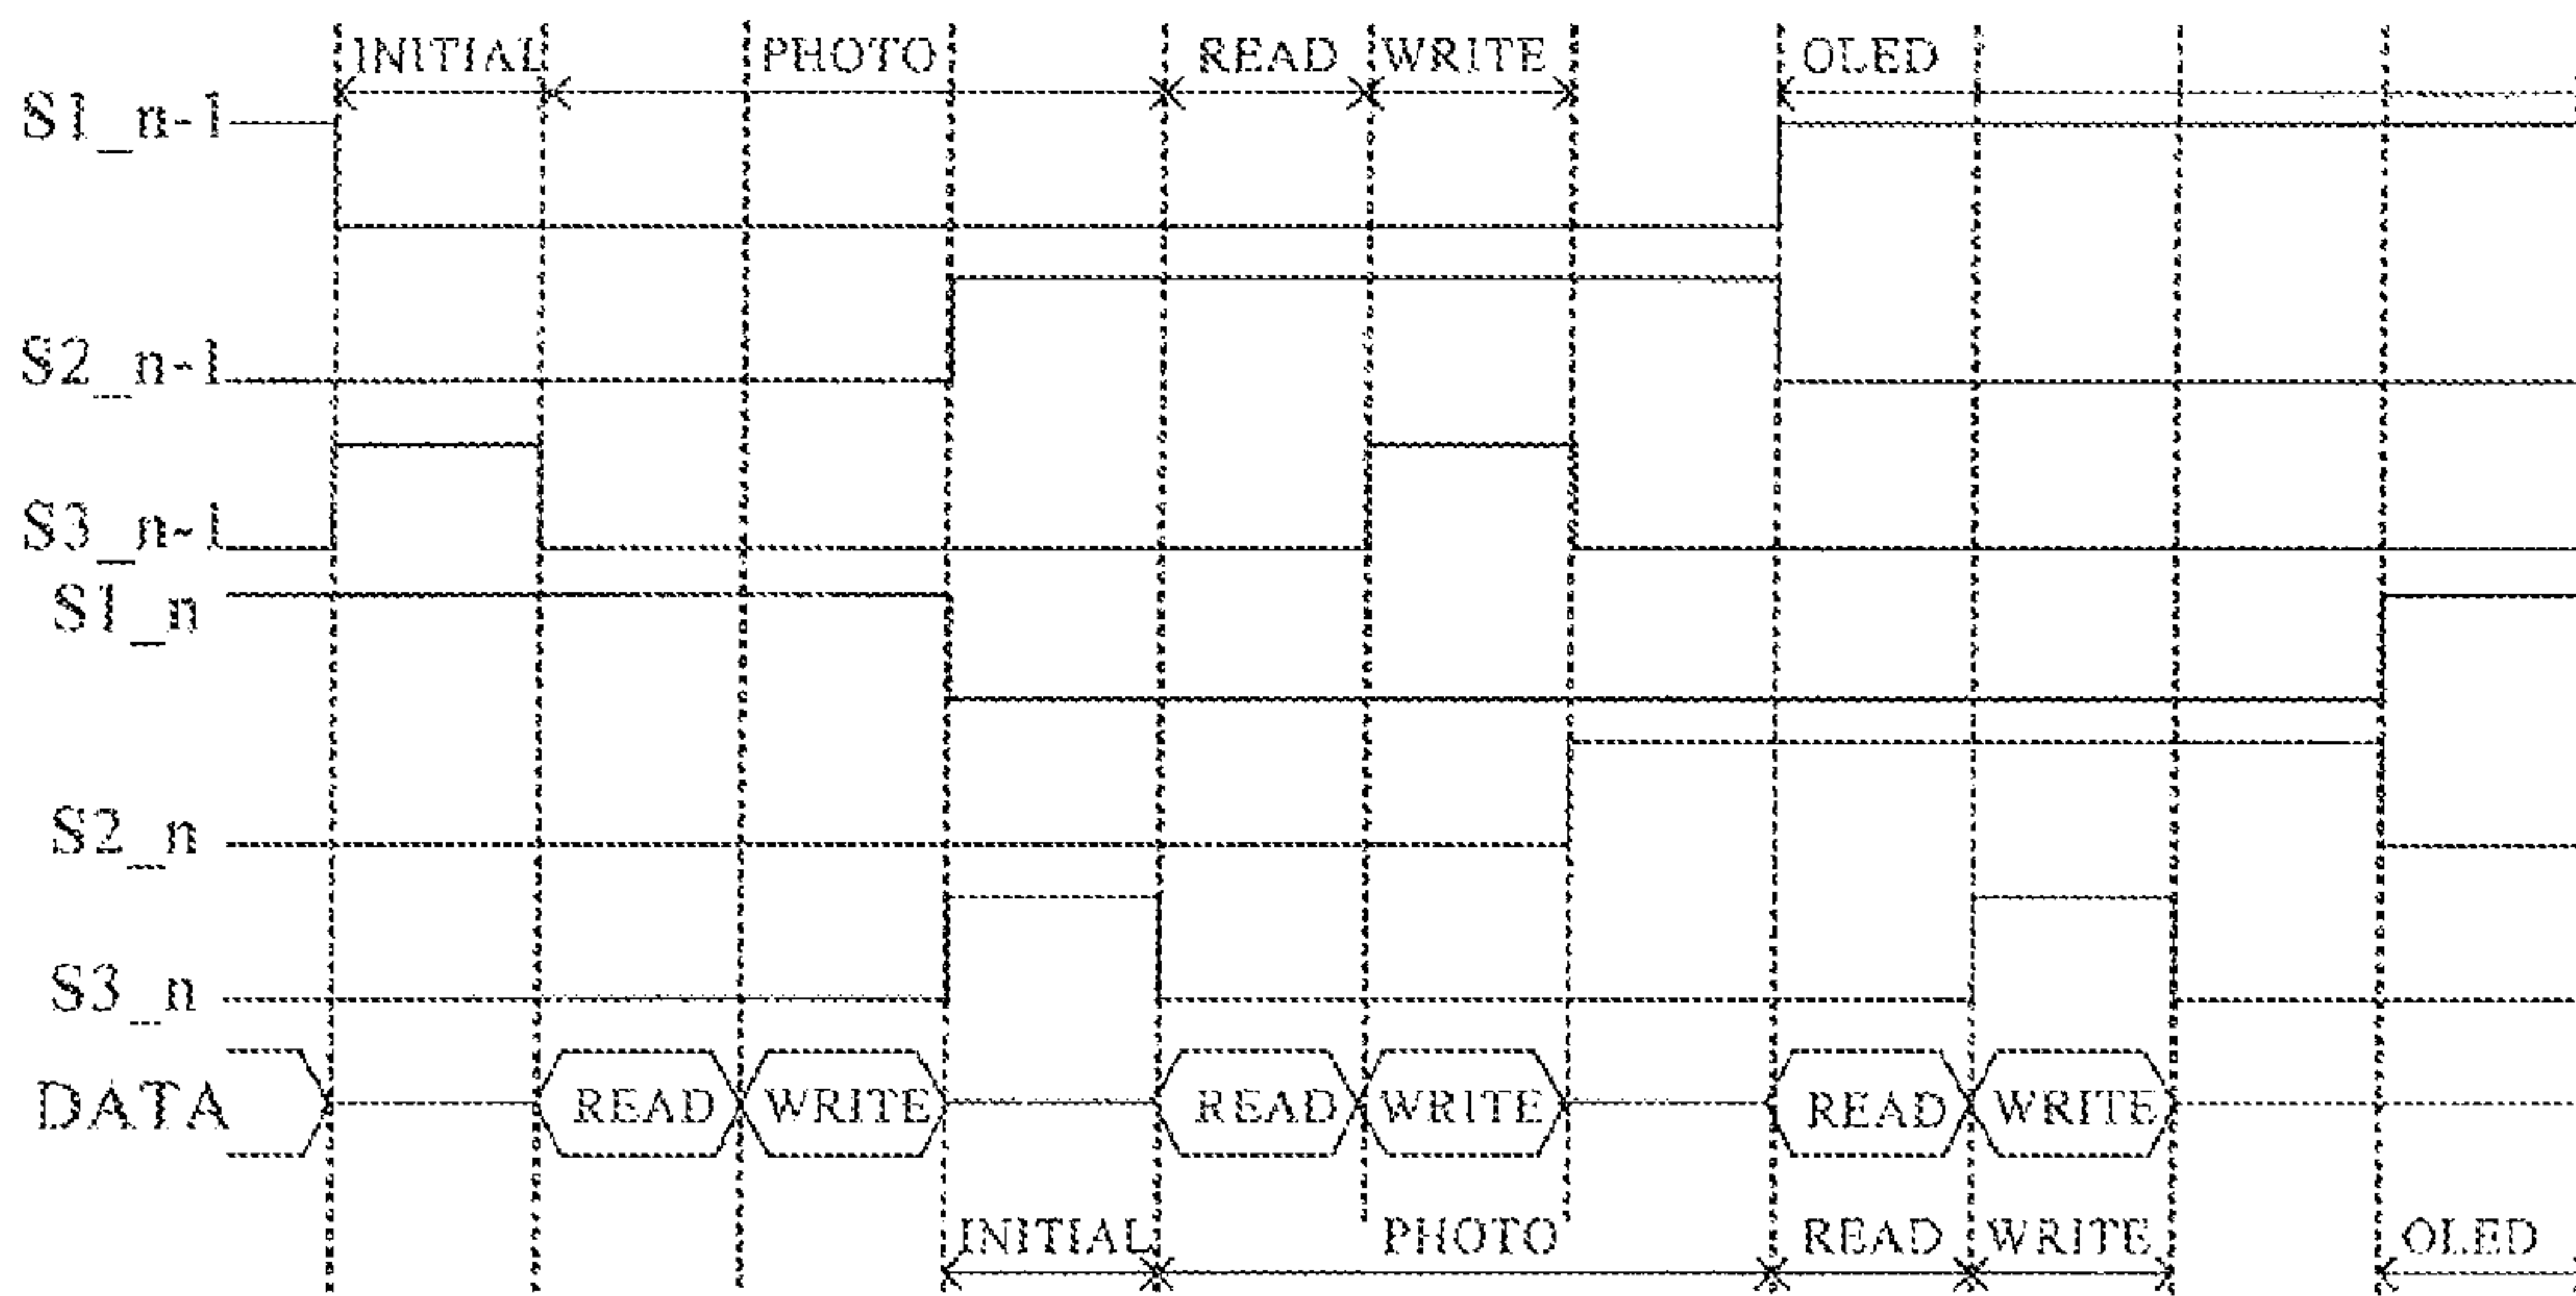 INITIAL PHOTO READ WRITE OLED
S1_n-1
S2_n-1
S3_n-1
S1_n
S2_n
S3_n
DATA READ WRITE READ WRITE READ WRITE
INITIAL PHOTO READ WRITE OLED